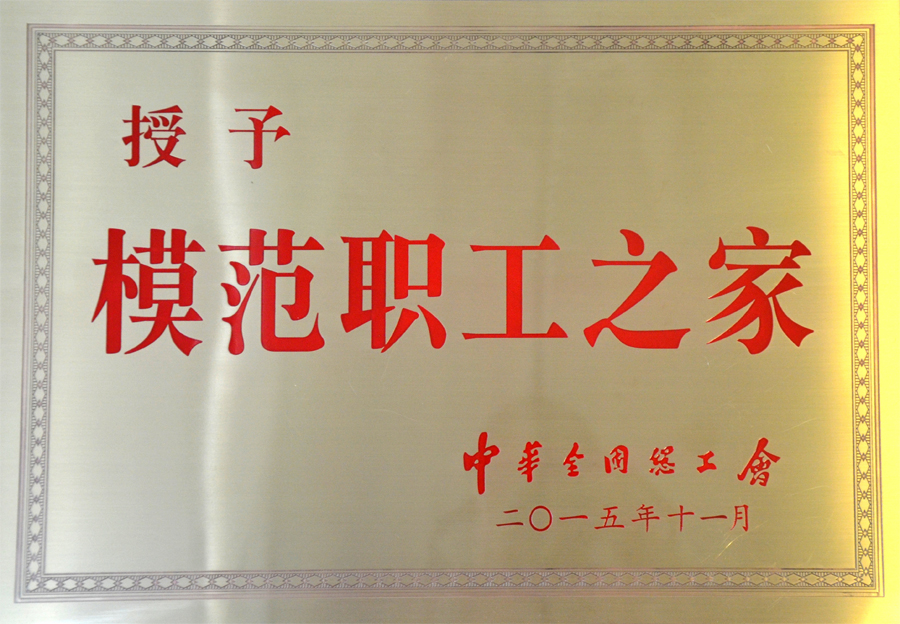 授予
模范职工之家
中华全国总工會
二〇一五年十一月